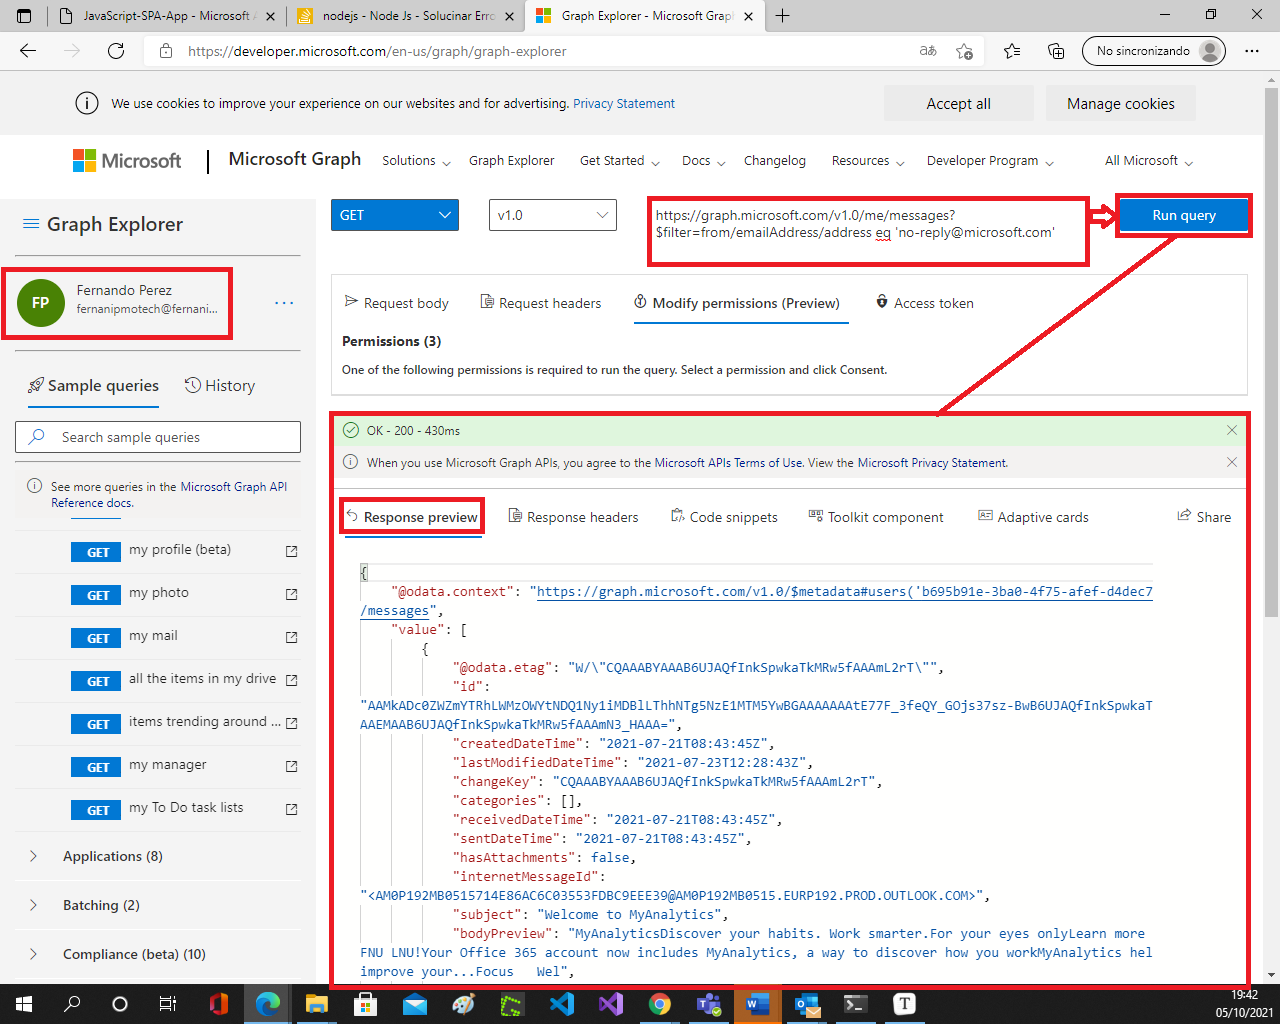 JavaScript-SPA-App - Microsoft A
nodejs - Node Js - Solucinar Erro
Graph Explorer - Microsoft Graph
https://developer.microsoft.com/en-us/graph/graph-explorer
No sincronizando
We use cookies to improve your experience on our websites and for advertising. Privacy Statement
Accept all
Manage cookies
Microsoft
Microsoft Graph
Solutions
Graph Explorer
Get Started
Docs
Changelog
Resources
Developer Program
All Microsoft
Graph Explorer
GET
v1.0
https://graph.microsoft.com/v1.0/me/messages?
$filter=from/emailAddress/address eq 'no-reply@microsoft.com'
Run query
FP
Fernando Perez
fernanipmotech@fernani...
Request body
Request headers
Modify permissions (Preview)
Access token
Permissions (3)
One of the following permissions is required to run the query. Select a permission and click Consent.
Sample queries
History
Search sample queries
See more queries in the Microsoft Graph API
Reference docs.
GET my profile (beta)
GET my photo
GET my mail
GET all the items in my drive
GET items trending around ...
GET my manager
GET my To Do task lists
Applications (8)
Batching (2)
Compliance (beta) (10)
OK - 200 - 430ms
When you use Microsoft Graph APIs, you agree to the Microsoft APIs Terms of Use. View the Microsoft Privacy Statement.
Response preview
Response headers
Code snippets
Toolkit component
Adaptive cards
Share
{
"@odata.context": "https://graph.microsoft.com/v1.0/$metadata#users('b695b91e-3ba0-4f75-afef-d4dec7
/messages",
"value": [
{
"@odata.etag": "W/\"CQAAABYAAAB6UJAQfInkSpwkaTkMRw5fAAAmL2rT\"",
"id":
"AAMkADc0ZWZmYTRhLWMzOWYtNDQ1Ny1iMDBlLThhNTg5NzE1MTM5YwBGAAAAAAAtE77F_3feQY_GOjs37sz-BwB6UJAQfInkSpwkaT
AAEMAAB6UJAQfInkSpwkaTkMRw5fAAAmN3_HAAA=",
"createdDateTime": "2021-07-21T08:43:45Z",
"lastModifiedDateTime": "2021-07-23T12:28:43Z",
"changeKey": "CQAAABYAAAB6UJAQfInkSpwkaTkMRw5fAAAmL2rT",
"categories": [],
"receivedDateTime": "2021-07-21T08:43:45Z",
"sentDateTime": "2021-07-21T08:43:45Z",
"hasAttachments": false,
"internetMessageId":
"<AM0P192MB0515714E86AC6C03553FDBC9EEE39@AM0P192MB0515.EURP192.PROD.OUTLOOK.COM>",
"subject": "Welcome to MyAnalytics",
"bodyPreview": "MyAnalyticsDiscover your habits. Work smarter.For your eyes onlyLearn more
FNU LNU!Your Office 365 account now includes MyAnalytics, a way to discover how you workMyAnalytics hel
improve your...Focus Wel",
19:42
05/10/2021